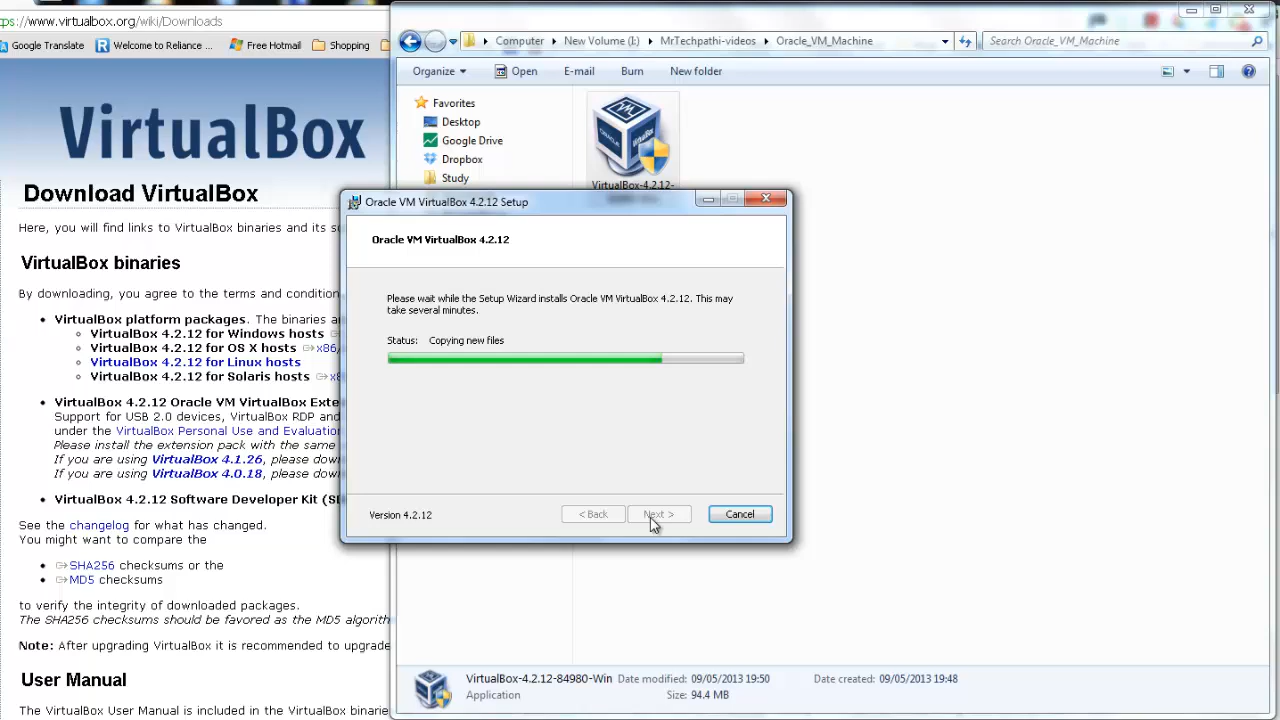 ps://www.virtualbox.org/wiki/Downloads
Google Translate
Welcome to Reliance ...
Free Hotmail
Shopping
VirtualBox
Download VirtualBox
Here, you will find links to VirtualBox binaries and its so
VirtualBox binaries
By downloading, you agree to the terms and condition
VirtualBox platform packages. The binaries a
VirtualBox 4.2.12 for Windows hosts
VirtualBox 4.2.12 for OS X hosts x86/
VirtualBox 4.2.12 for Linux hosts
VirtualBox 4.2.12 for Solaris hosts x8
VirtualBox 4.2.12 Oracle VM VirtualBox Exte
Support for USB 2.0 devices, VirtualBox RDP and
under the VirtualBox Personal Use and Evaluation
Please install the extension pack with the same
If you are using VirtualBox 4.1.26, please dow
If you are using VirtualBox 4.0.18, please dow
VirtualBox 4.2.12 Software Developer Kit (SD
See the changelog for what has changed.
You might want to compare the
SHA256 checksums or the
MD5 checksums
to verify the integrity of downloaded packages.
The SHA256 checksums should be favored as the MD5 algorith
Note: After upgrading VirtualBox it is recommended to upgrade
User Manual
The VirtualBox User Manual is included in the VirtualBox binarie
Computer
New Volume (I:)
MrTechpathi-videos
Oracle_VM_Machine
Search Oracle_VM_Machine
Organize
Open
E-mail
Burn
New folder
Favorites
Desktop
Google Drive
Dropbox
Study
VM
ORACLE
VirtualBox
VirtualBox-4.2.12-
Oracle VM VirtualBox 4.2.12 Setup
Oracle VM VirtualBox 4.2.12
Please wait while the Setup Wizard installs Oracle VM VirtualBox 4.2.12. This may
take several minutes.
Status: Copying new files
Version 4.2.12
< Back
Next >
Cancel
VirtualBox-4.2.12-84980-Win Date modified: 09/05/2013 19:50 Date created: 09/05/2013 19:48
Application Size: 94.4 MB